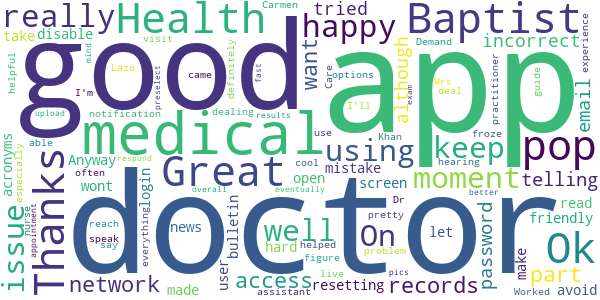 really
Health
Carmen
tried
Baptist
take
disable
happy
Demand
incorrect
good
app
helpful
mind
visit
want
although
Mrs
deal
practitioner
email
experience
I'm
Lazo
came
definitely
fast
Care
options
I'll
guide
notification
preselect
dealing
upload
results
medical
use
Khan
froze
keep
pop
acronyms
able
respond
Great
using
mistake
hearing
Thanks
Anyway
often
wont
cool
open
screen
moment
telling
issue
especially
login
overall
eventually
Dr
better
doctor
On
Ok
nurse
appointment
reach
everything
news
well
pretty
let
read
friendly
speak
say
bulletin
hard
helped
figure
problem
password
make
network
user
access
live
resetting
records
part
made
assistant
pics
exam
Worked
avoid